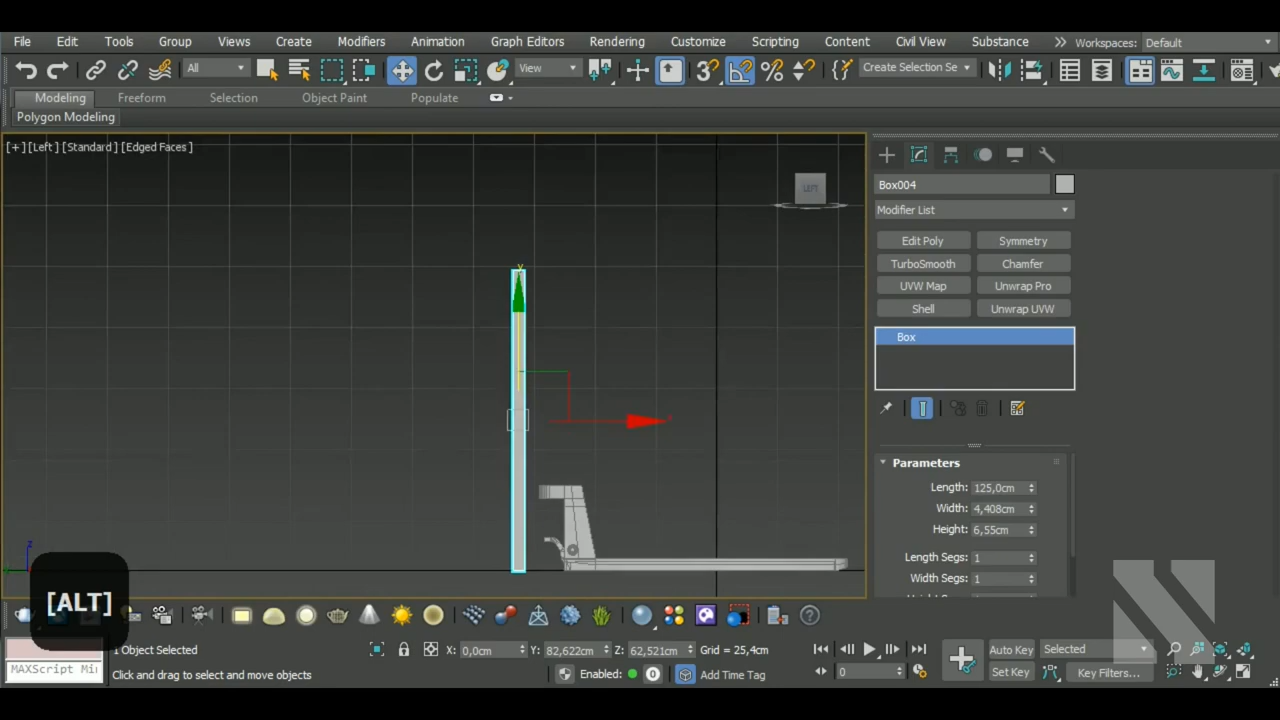 File Edit Tools Group Views Create Modifiers Animation Graph Editors Rendering Customize Scripting Content Civil View Substance Workspaces: Default
All View Create Selection Se
Modeling Freeform Selection Object Paint Populate
Polygon Modeling
[+] [Left] [Standard] [Edged Faces]
LEFT
Box004
Modifier List
Edit Poly Symmetry
TurboSmooth Chamfer
UVW Map Unwrap Pro
Shell Unwrap UVW
Box
Parameters
Length: 125,0cm
Width: 4,408cm
Height: 6,55cm
Length Segs: 1
Width Segs: 1
y
x
z
[ALT]
1 Object Selected X: 0,0cm Y: 82,622cm Z: 62,521cm Grid = 25,4cm Auto Key Selected
MAXScript Mi Click and drag to select and move objects Enabled: 0 Add Time Tag 0 Set Key Key Filters...